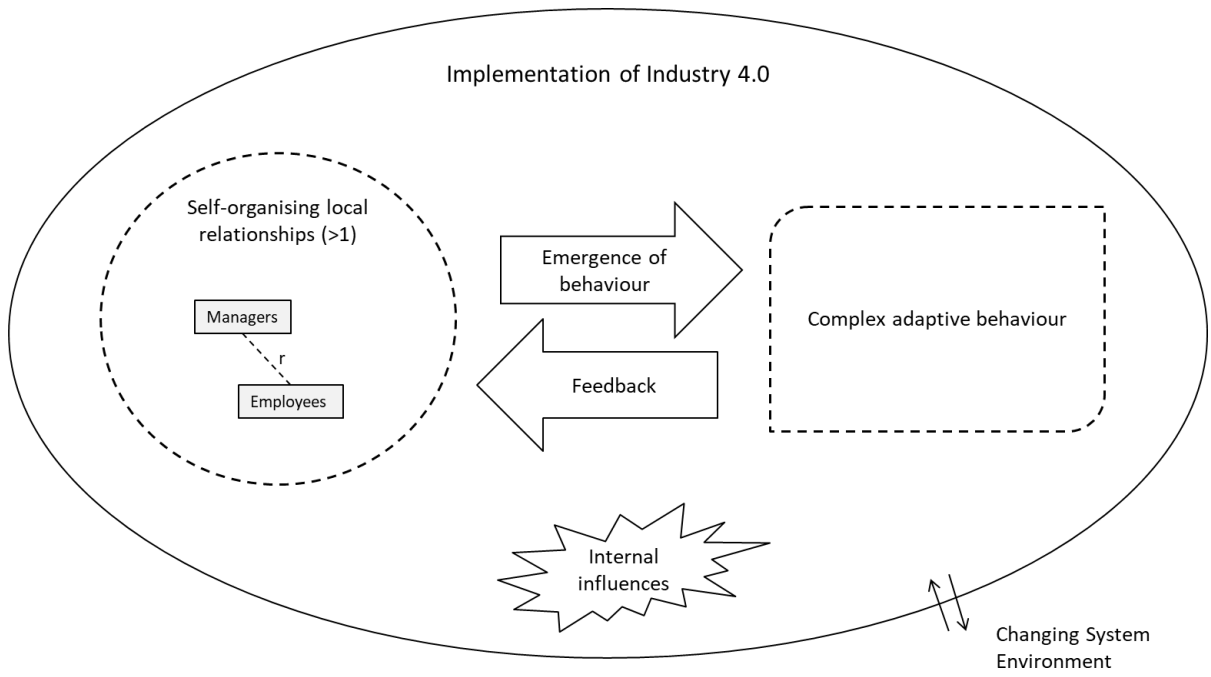 Implementation of Industry 4.0
Self-organising local
relationships (>1)
Managers
r
Employees
Emergence of
behaviour
Feedback
Complex adaptive behaviour
Internal
influences
Changing System
Environment